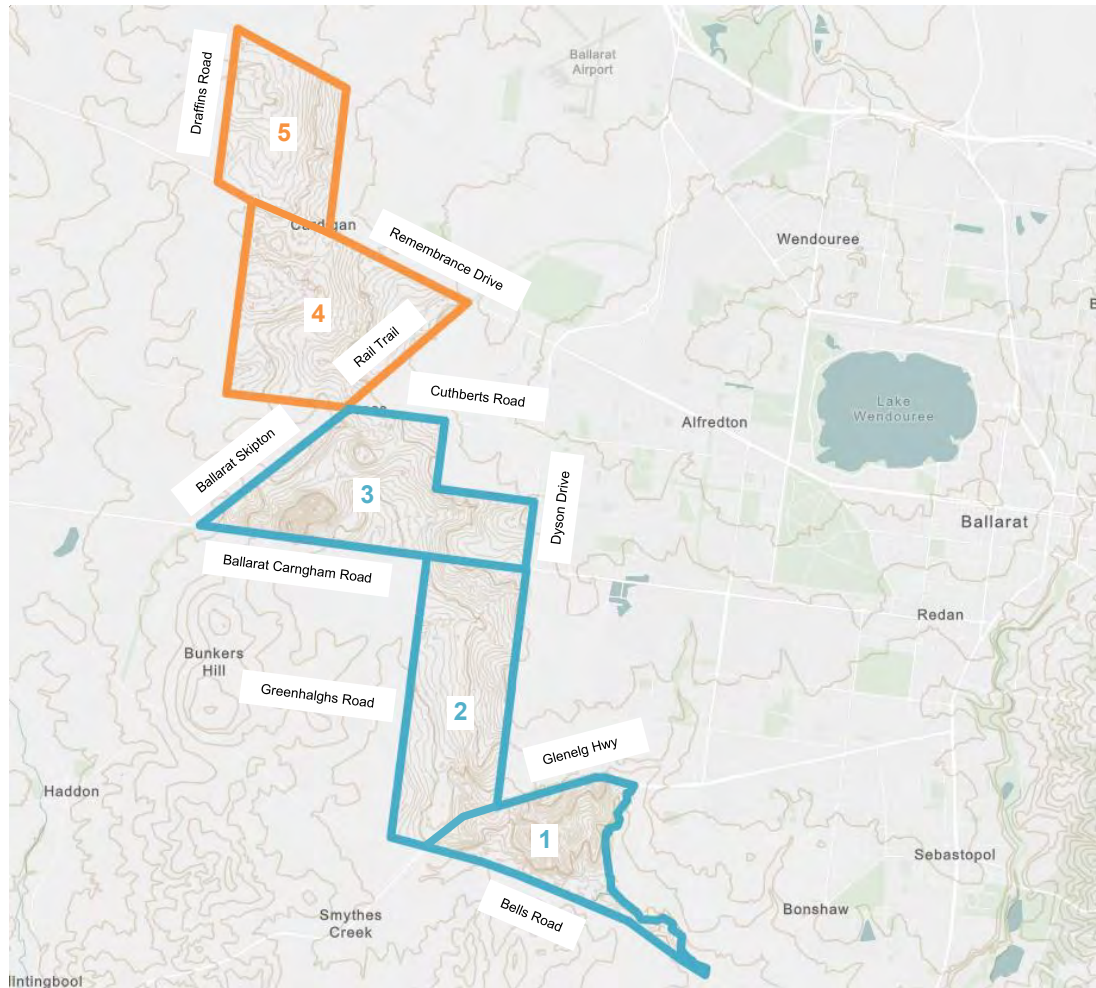 Ballarat
Airport
Draffins Road
5
Cardigan
Remembrance Drive
Wendouree
4
Rail Trail
Cuthberts Road
Lake
Wendouree
Alfredton
Ballarat Skipton
3
Dyson Drive
Ballarat
Ballarat Carngham Road
Redan
Bunkers
Hill
Greenhalghs Road
2
Glenelg Hwy
Haddon
1
Sebastopol
Bells Road
Bonshaw
Smythes
Creek